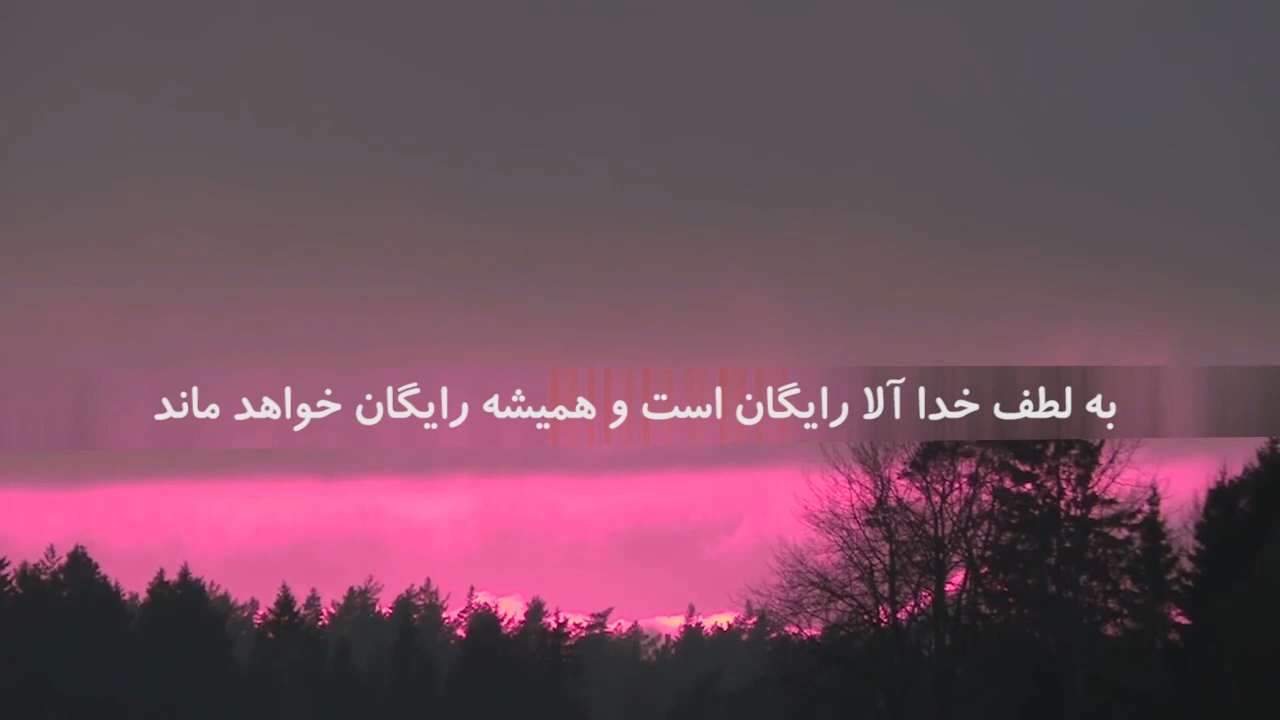 به لطف خدا آلا رایگان است و همیشه رایگان خواهد ماند